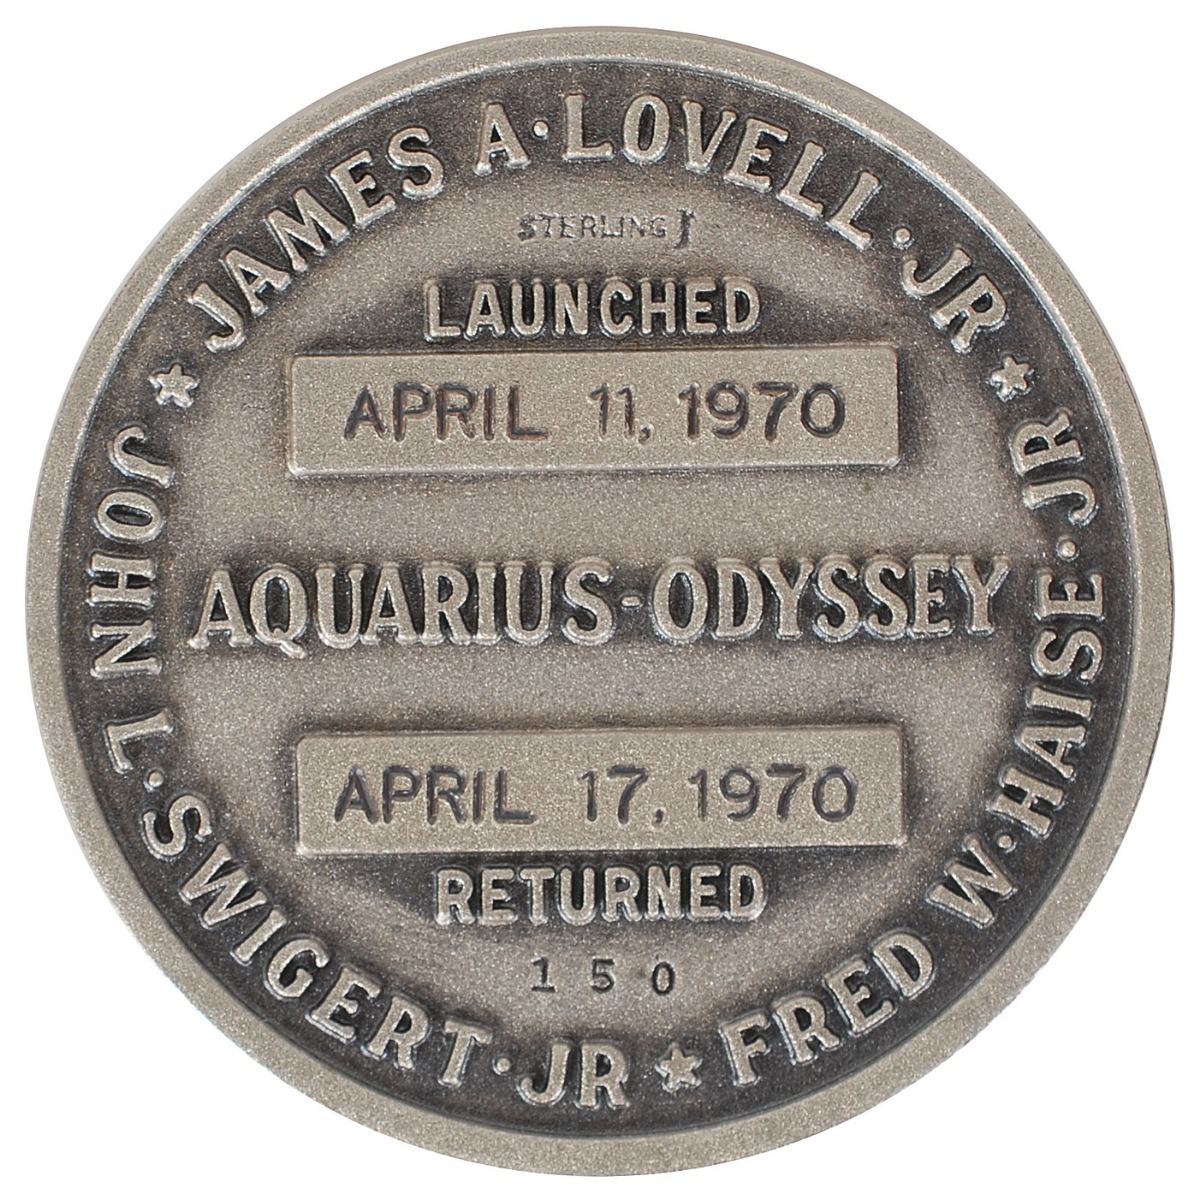 JAMES A· LOVELL· JR
STERLING
LAUNCHED
APRIL 11, 1970
AQUARIUS-ODYSSEY
APRIL 17, 1970
RETURNED
150
FRED W· HAISE· JR
JOHN L· SWIGERT· JR